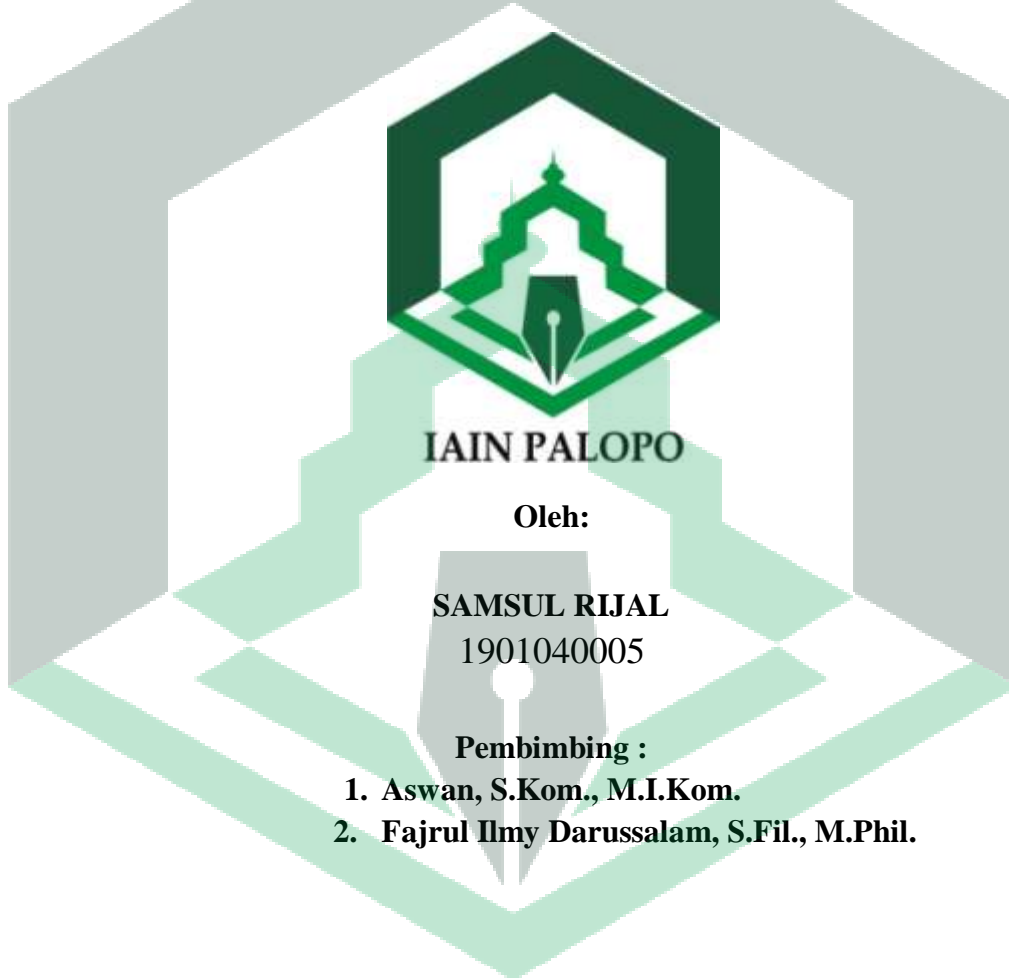 IAIN PALOPO
Oleh:
SAMSUL RIJAL
1901040005
Pembimbing :
1. Aswan, S.Kom., M.I.Kom.
2. Fajrul Ilmy Darussalam, S.Fil., M.Phil.